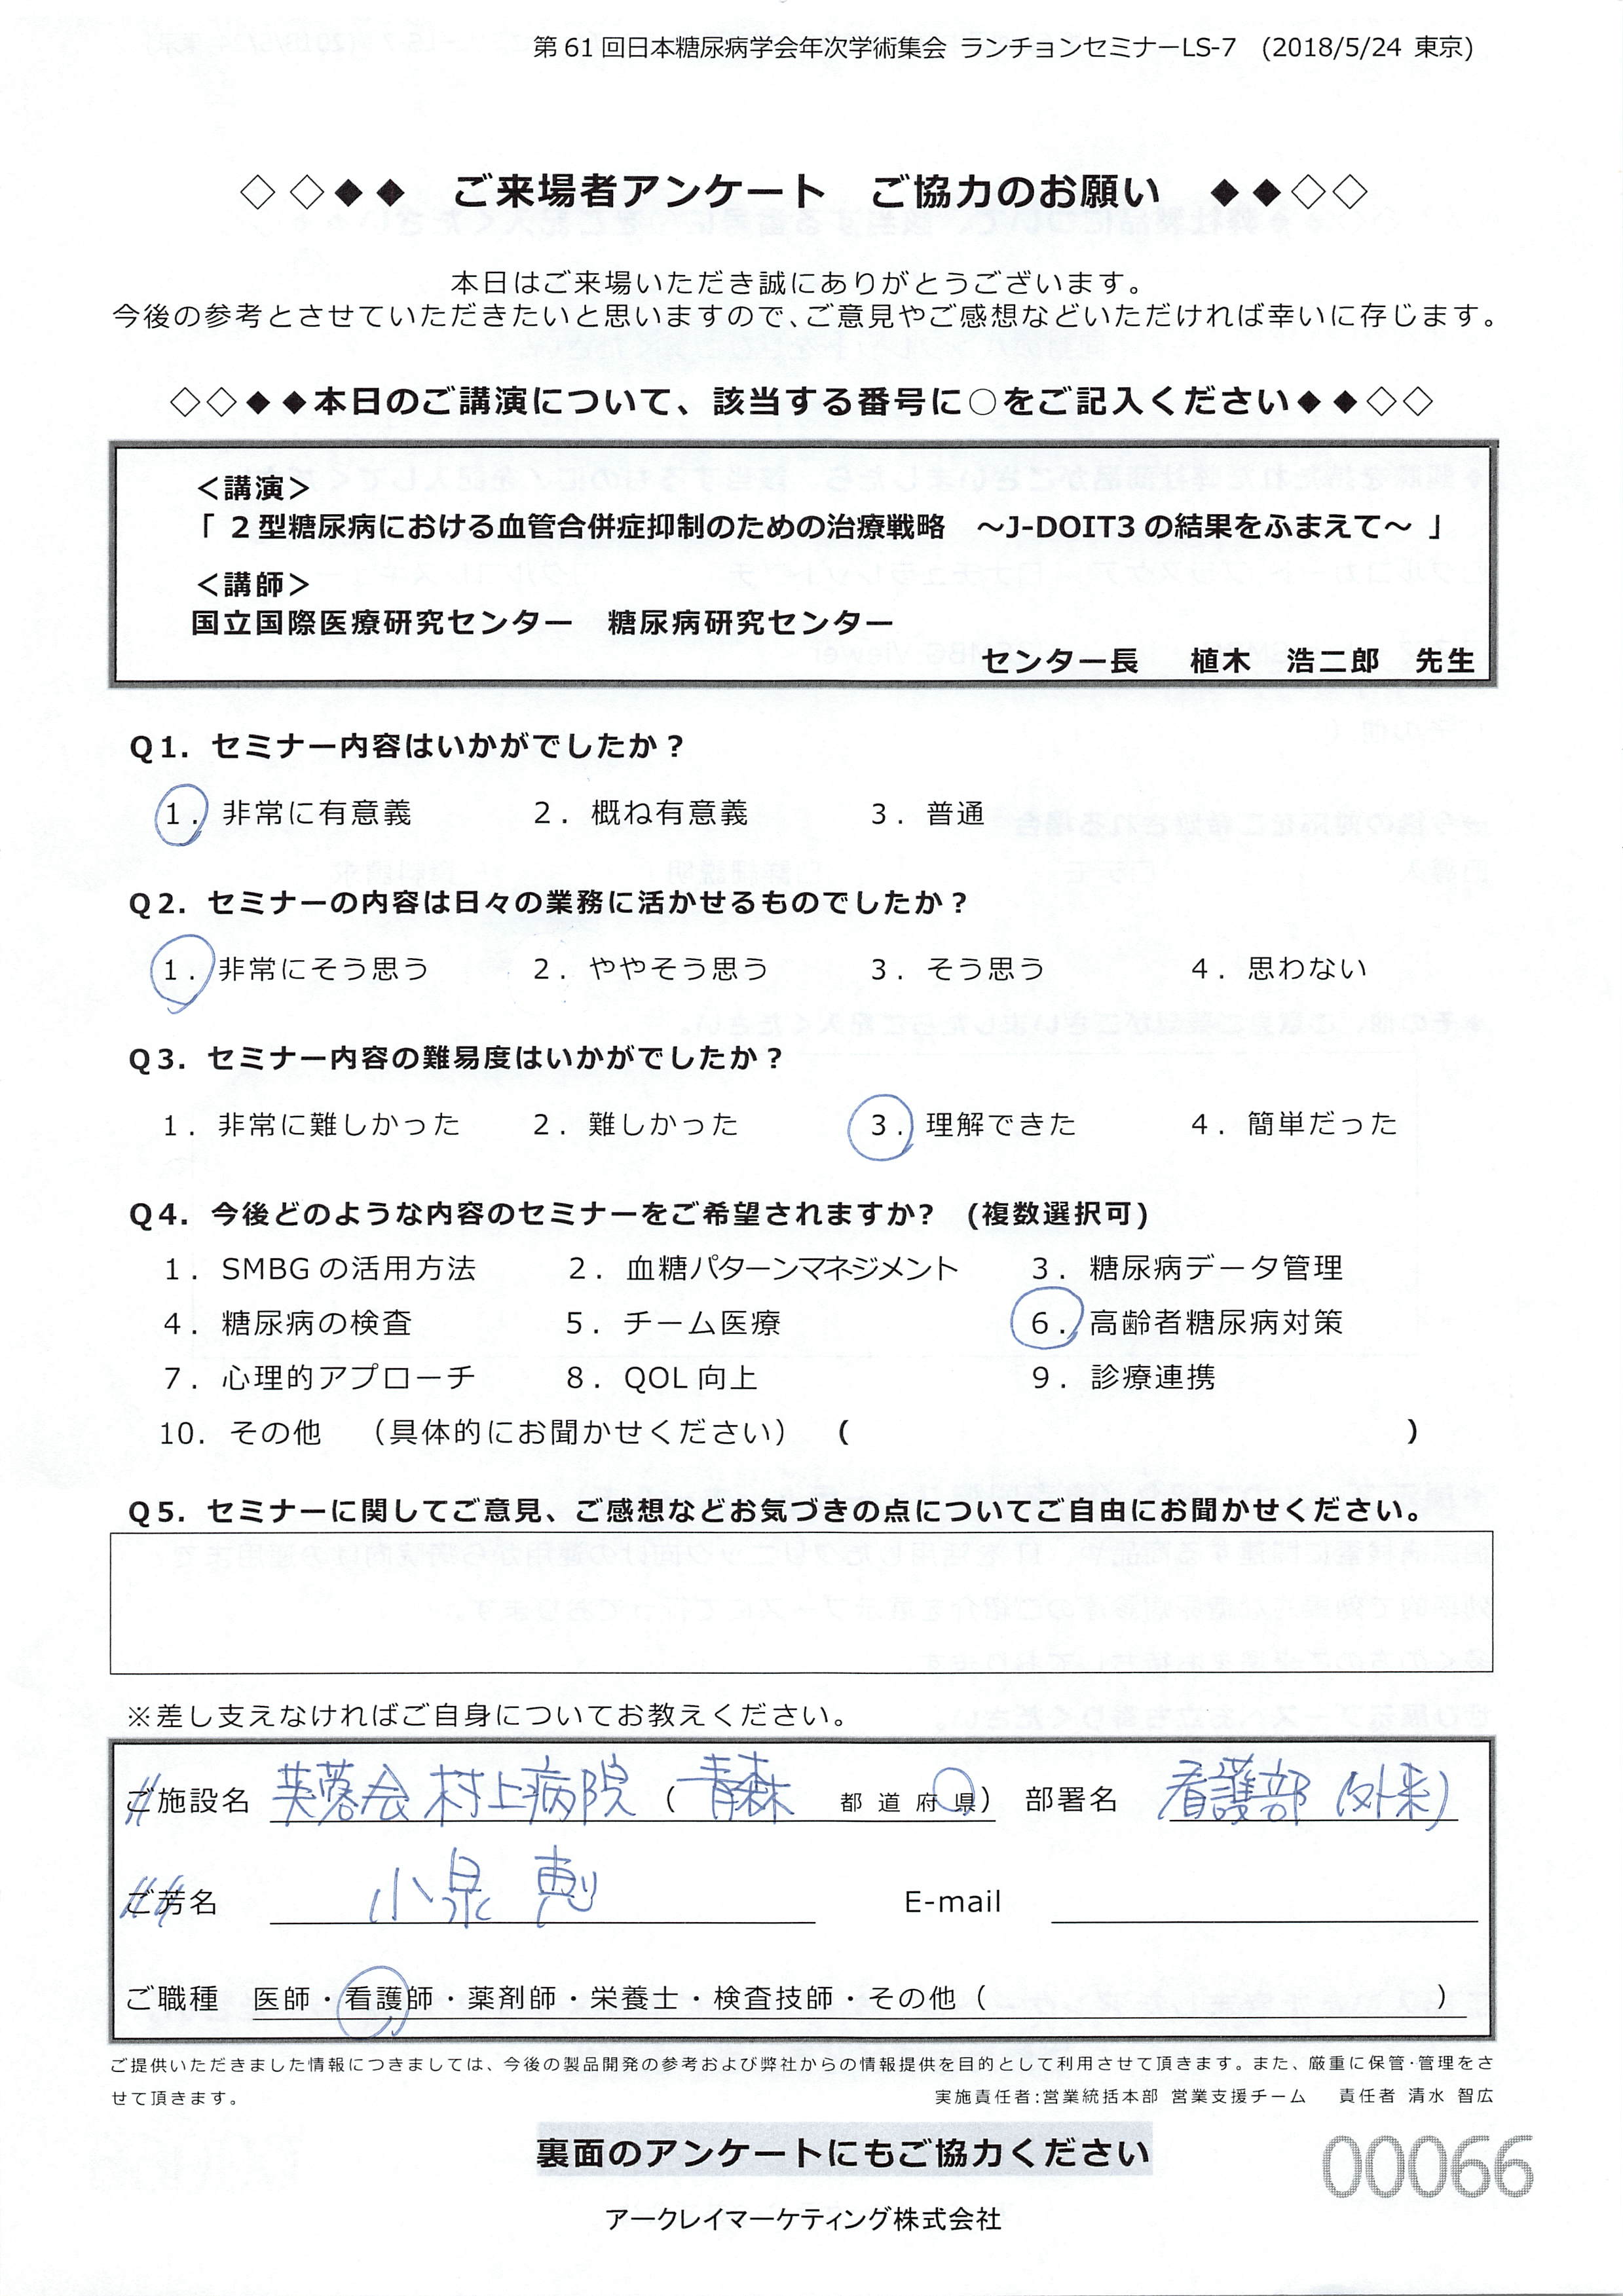 第61回日本糖尿病学会年次学術集会 ランチョンセミナーLS-7 (2018/5/24 東京)
◇◇◆◆ ご来場者アンケート ご協力のお願い ◆◆◇◇
本日はご来場いただき誠にありがとうございます。
今後の参考とさせていただきたいと思いますので、ご意見やご感想などいただければ幸いに存じます。
◇◇◆◆本日のご講演について、該当する番号に○をご記入ください◆◆◇◇
＜講演＞
「 2型糖尿病における血管合併症抑制のための治療戦略 ～J-DOIT3の結果をふまえて～ 」
＜講師＞
国立国際医療研究センター 糖尿病研究センター
センター長 植木 浩二郎 先生
Q1. セミナー内容はいかがでしたか？
1. 非常に有意義 2. 概ね有意義 3. 普通
Q2. セミナーの内容は日々の業務に活かせるものでしたか？
1. 非常にそう思う 2. ややそう思う 3. そう思う 4. 思わない
Q3. セミナー内容の難易度はいかがでしたか？
1. 非常に難しかった 2. 難しかった 3. 理解できた 4. 簡単だった
Q4. 今後どのような内容のセミナーをご希望されますか? (複数選択可)
1. SMBGの活用方法 2. 血糖パターンマネジメント 3. 糖尿病データ管理
4. 糖尿病の検査 5. チーム医療 6. 高齢者糖尿病対策
7. 心理的アプローチ 8. QOL向上 9. 診療連携
10. その他 （具体的にお聞かせください） ( )
Q5. セミナーに関してご意見、ご感想などお気づきの点についてご自由にお聞かせください。
※差し支えなければご自身についてお教えください。
ご施設名 芙蓉会 村上病院 ( 青森 都道府県) 部署名 看護部 (外来)
ご芳名 小泉 恵 E-mail
ご職種 医師・看護師・薬剤師・栄養士・検査技師・その他 ( )
ご提供いただきました情報につきましては、今後の製品開発の参考および弊社からの情報提供を目的として利用させて頂きます。また、厳重に保管･管理をさ
せて頂きます。 実施責任者:営業統括本部 営業支援チーム 責任者 清水 智広
裏面のアンケートにもご協力ください
00066
アークレイマーケティング株式会社